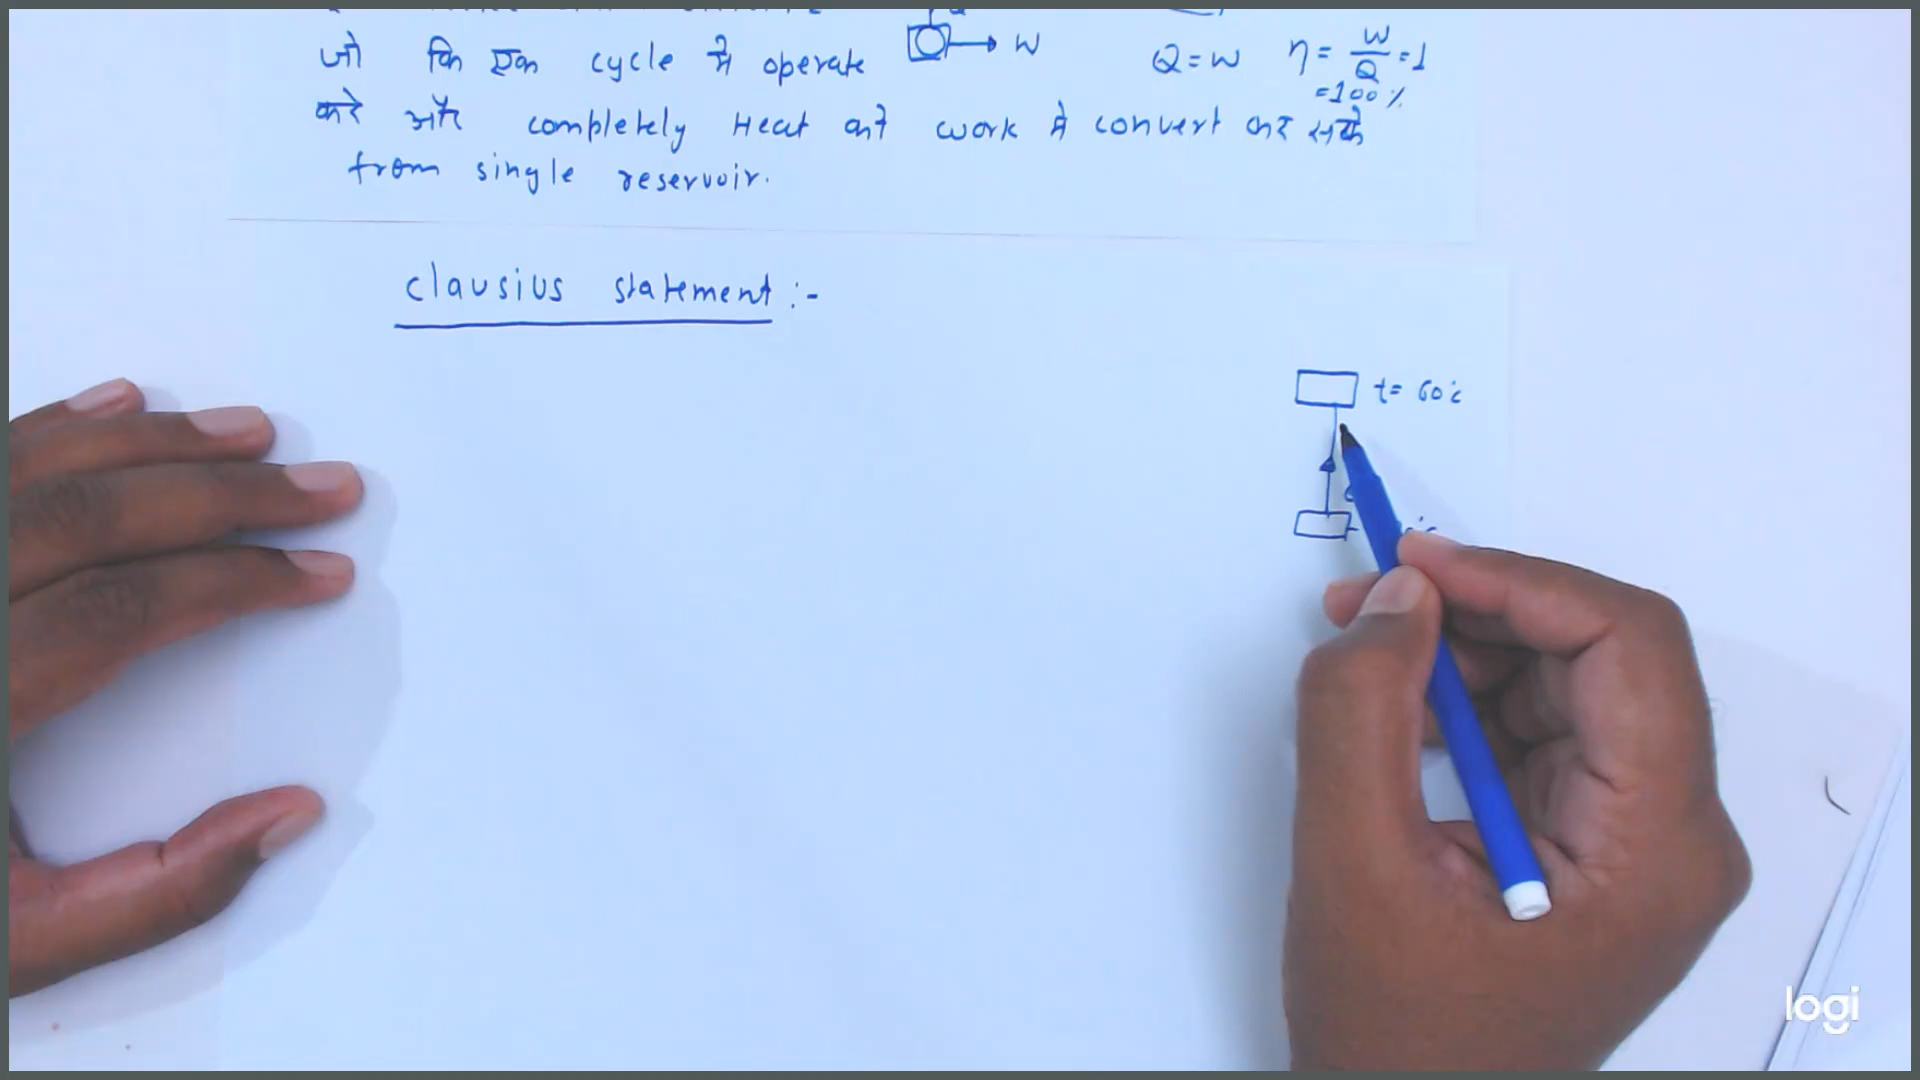 जो कि एक cycle में operate → W Q = W η = W/Q = 1
= 100 %
करे और completely Heat को work में convert कर सके
from single reservoir.
Clausius statement :-
t = 60°c
logi